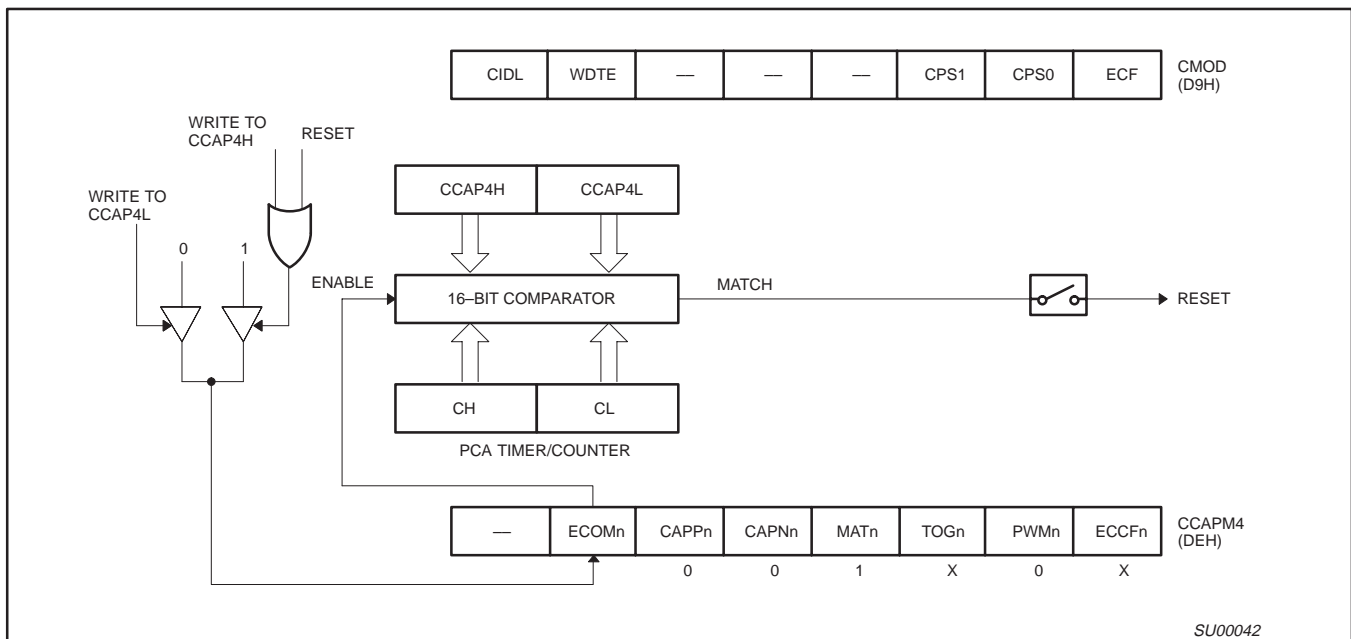 CIDL WDTE –– –– –– CPS1 CPS0 ECF CMOD
(D9H)
WRITE TO
CCAP4H RESET
WRITE TO
CCAP4L
CCAP4H CCAP4L
0 1
ENABLE 16–BIT COMPARATOR MATCH RESET
CH CL
PCA TIMER/COUNTER
–– ECOMn CAPPn CAPNn MATn TOGn PWMn ECCFn CCAPM4
(DEH)
0 0 1 X 0 X
SU00042